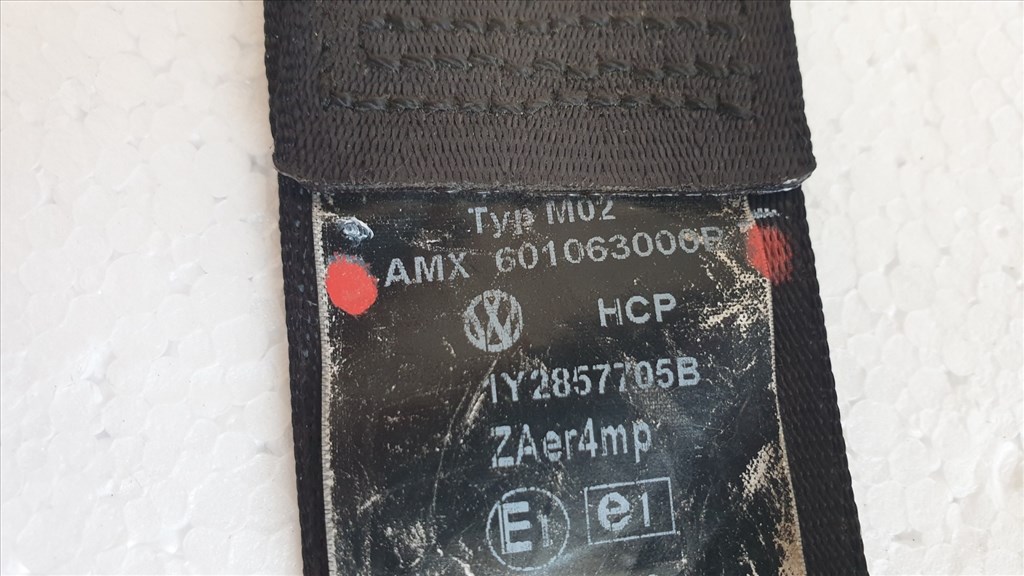 Typ M02
AMX 601063000B
HCP
1Y2857705B
ZAer4mp
E1 e1